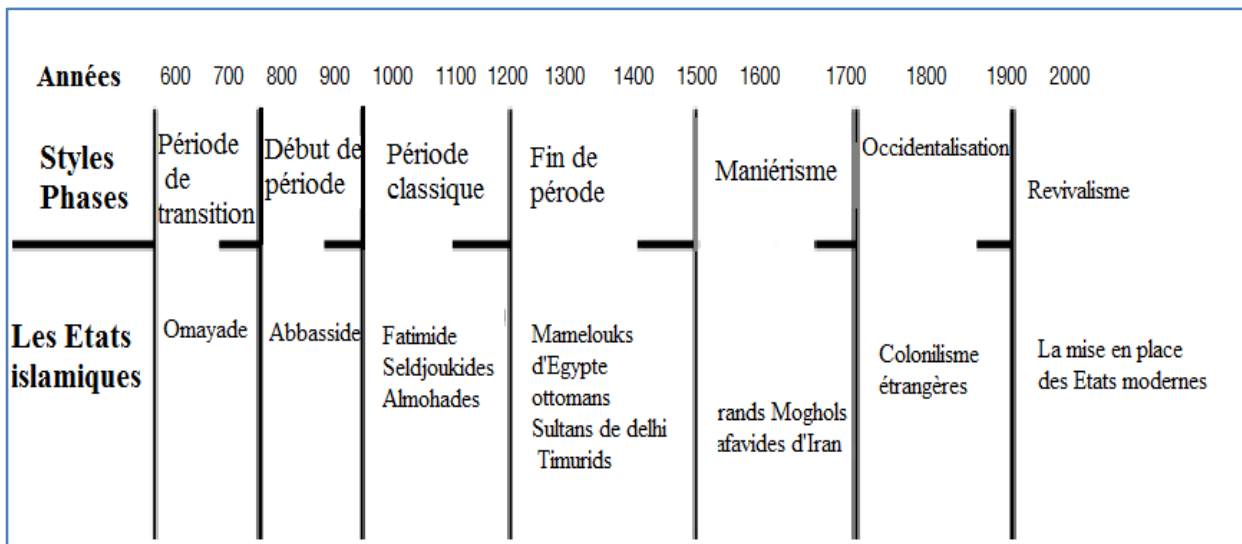 Années 600 700 800 900 1000 1100 1200 1300 1400 1500 1600 1700 1800 1900 2000
Styles
Phases
Période
de
transition
Début de
période
Période
classique
Fin de
pérode
Maniérisme
Occidentalisation
Revivalisme
Les Etats
islamiques
Omayade
Abbasside
Fatimide
Seldjoukides
Almohades
Mamelouks
d'Egypte
ottomans
Sultans de delhi
Timurids
rands Moghols
afavides d'Iran
Colonilisme
étrangères
La mise en place
des Etats modernes